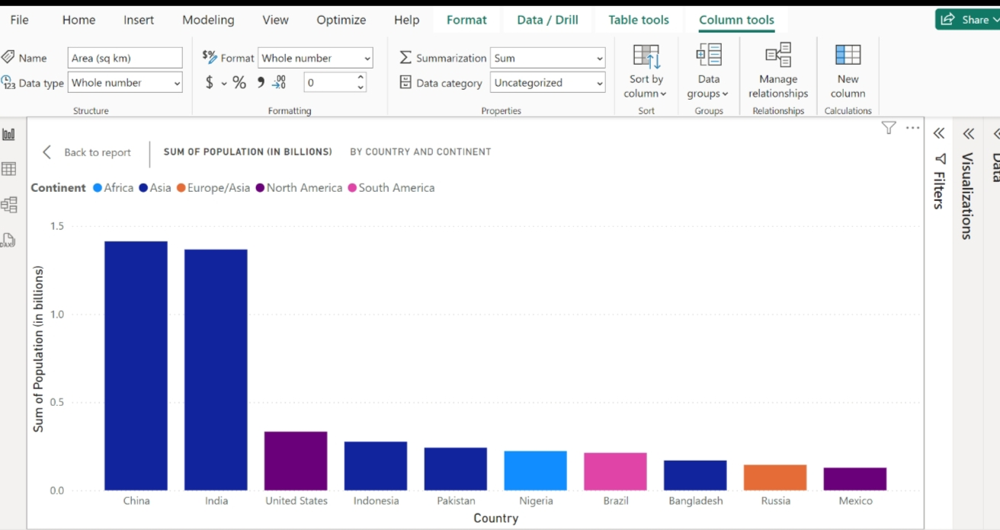 File Home Insert Modeling View Optimize Help Format Data / Drill Table tools Column tools Share
Name Area (sq km) $% Format Whole number Σ Summarization Sum
123 Data type Whole number $ % 9 .00 0 Data category Uncategorized
Sort by column
Data groups
Manage relationships
New column
Structure Formatting Properties Sort Groups Relationships Calculations
Back to report SUM OF POPULATION (IN BILLIONS) BY COUNTRY AND CONTINENT
Continent Africa Asia Europe/Asia North America South America
1.5
1.0
0.5
0.0
Sum of Population (in billions)
China India United States Indonesia Pakistan Nigeria Brazil Bangladesh Russia Mexico
Country
Filters
Visualizations
Data
DAX